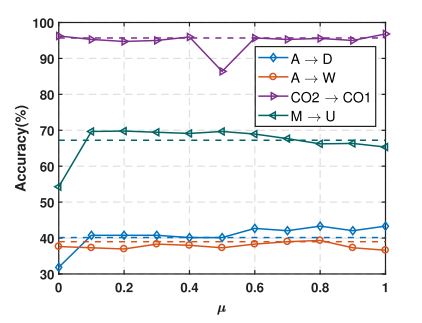 100
90
80
70
60
50
40
30
Accuracy(%)
A → D
A → W
CO2 → CO1
M → U
0 0.2 0.4 0.6 0.8 1
μ